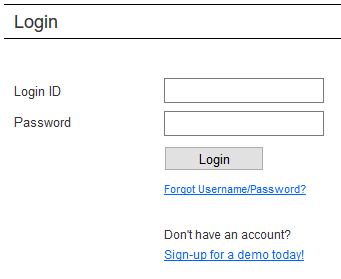 Login
Login ID
Password
Login
Forgot Username/Password?
Don't have an account?
Sign-up for a demo today!